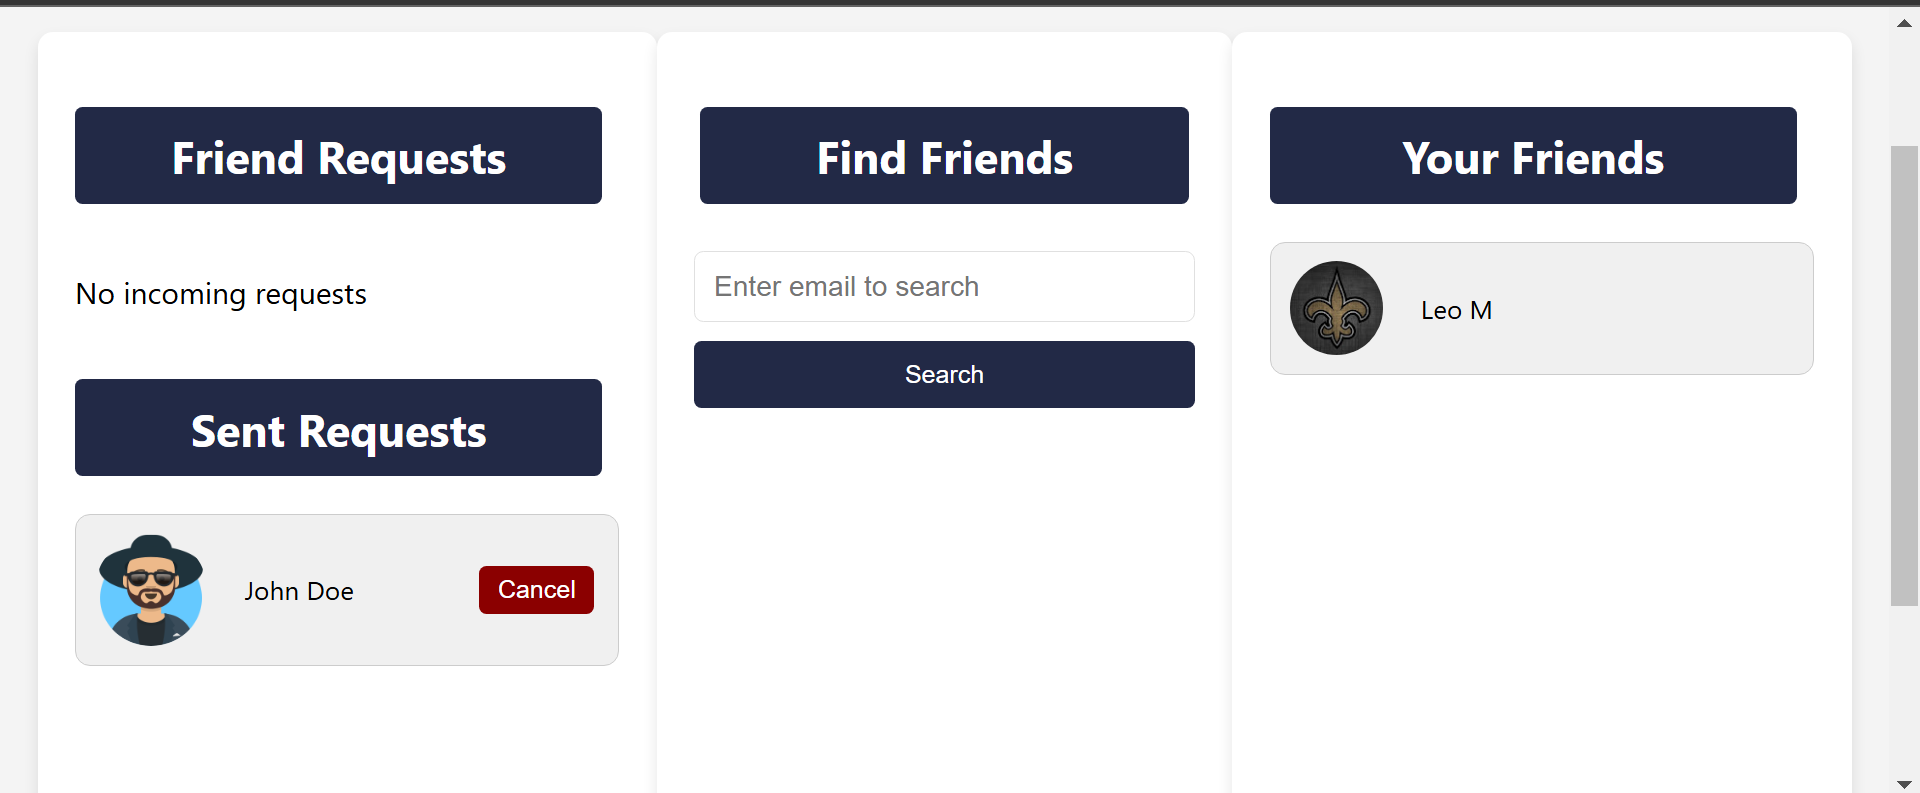 Friend Requests
No incoming requests
Sent Requests
John Doe
Cancel
Find Friends
Enter email to search
Search
Your Friends
Leo M